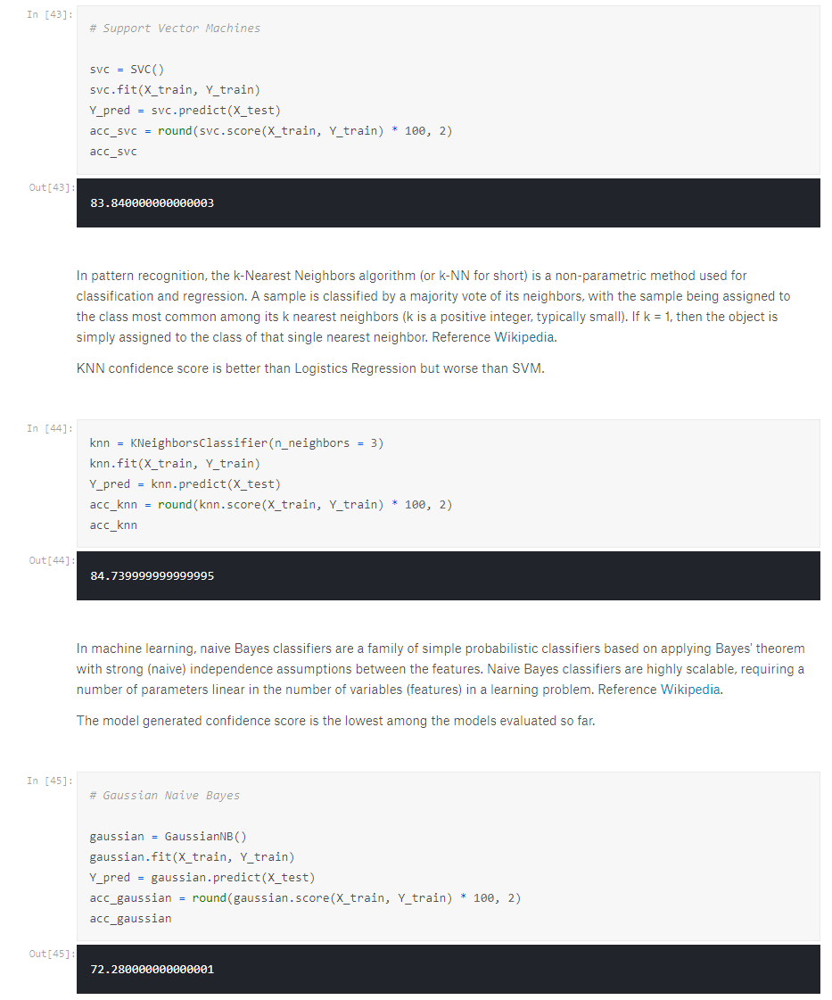 In [43]:
# Support Vector Machines
svc = SVC()
svc.fit(X_train, Y_train)
Y_pred = svc.predict(X_test)
acc_svc = round(svc.score(X_train, Y_train) * 100, 2)
acc_svc
Out[43]:
83.840000000000003
In pattern recognition, the k-Nearest Neighbors algorithm (or k-NN for short) is a non-parametric method used for
classification and regression. A sample is classified by a majority vote of its neighbors, with the sample being assigned to
the class most common among its k nearest neighbors (k is a positive integer, typically small). If k = 1, then the object is
simply assigned to the class of that single nearest neighbor. Reference Wikipedia.
KNN confidence score is better than Logistics Regression but worse than SVM.
In [44]:
knn = KNeighborsClassifier(n_neighbors = 3)
knn.fit(X_train, Y_train)
Y_pred = knn.predict(X_test)
acc_knn = round(knn.score(X_train, Y_train) * 100, 2)
acc_knn
Out[44]:
84.739999999999995
In machine learning, naive Bayes classifiers are a family of simple probabilistic classifiers based on applying Bayes' theorem
with strong (naive) independence assumptions between the features. Naive Bayes classifiers are highly scalable, requiring a
number of parameters linear in the number of variables (features) in a learning problem. Reference Wikipedia.
The model generated confidence score is the lowest among the models evaluated so far.
In [45]:
# Gaussian Naive Bayes
gaussian = GaussianNB()
gaussian.fit(X_train, Y_train)
Y_pred = gaussian.predict(X_test)
acc_gaussian = round(gaussian.score(X_train, Y_train) * 100, 2)
acc_gaussian
Out[45]:
72.280000000000001